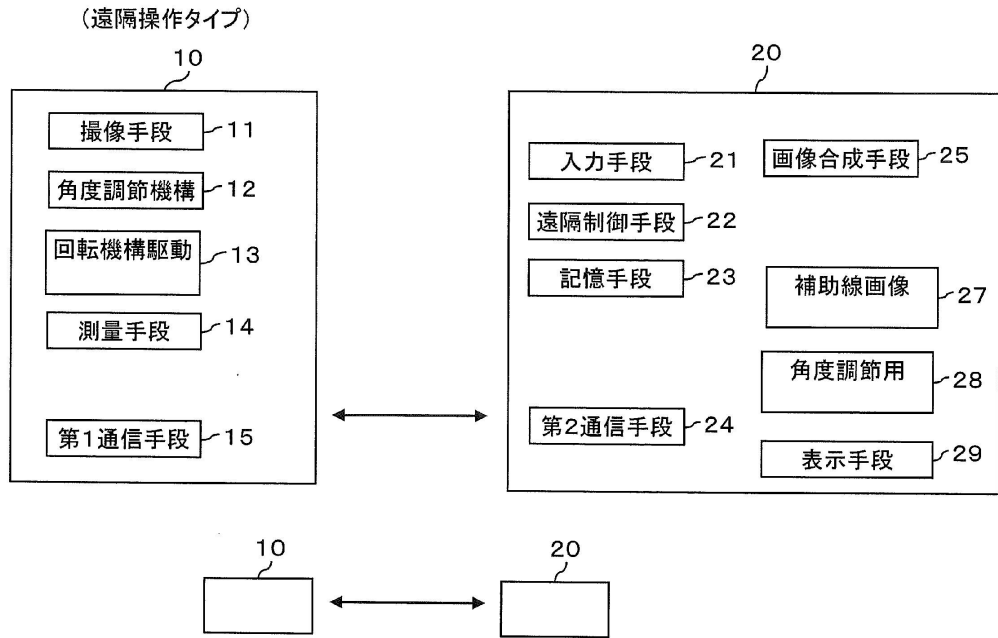 (遠隔操作タイプ)
10
撮像手段 11
角度調節機構 12
回転機構駆動 13
測量手段 14
第1通信手段 15
20
入力手段 21
遠隔制御手段 22
記憶手段 23
第2通信手段 24
画像合成手段 25
補助線画像 27
角度調節用 28
表示手段 29
10
20